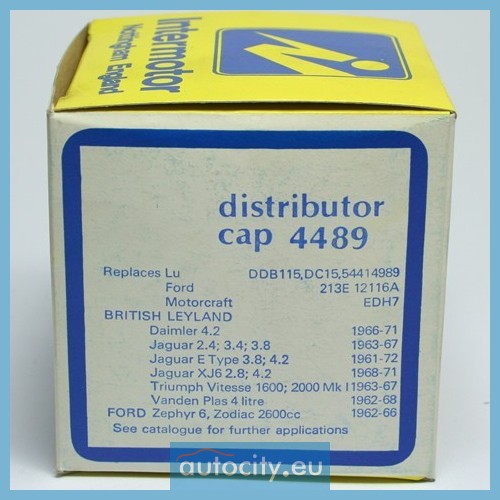 Intermotor
Nottingham England
distributor
cap 4489
Replaces Lu DDB115,DC15,54414989
Ford 213E 12116A
Motorcraft EDH7
BRITISH LEYLAND
Daimler 4.2 1966-71
Jaguar 2.4; 3.4; 3.8 1963-67
Jaguar E Type 3.8; 4.2 1961-72
Jaguar XJ6 2.8; 4.2 1968-71
Triumph Vitesse 1600; 2000 Mk I 1963-67
Vanden Plas 4 litre 1962-68
FORD Zephyr 6, Zodiac 2600cc 1962-66
See catalogue for further applications
autocity.eu